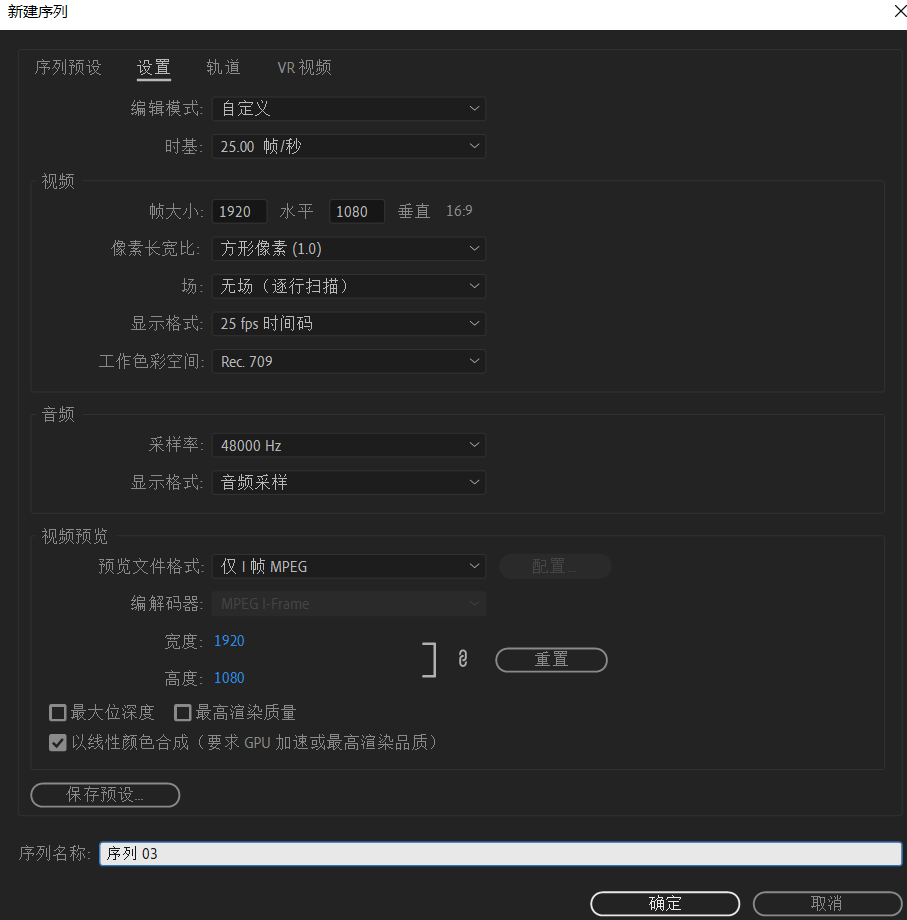 新建序列
序列预设 设置 轨道 VR 视频
编辑模式: 自定义
时基: 25.00 帧/秒
视频
帧大小: 1920 水平 1080 垂直 16:9
像素长宽比: 方形像素 (1.0)
场: 无场（逐行扫描）
显示格式: 25 fps 时间码
工作色彩空间: Rec. 709
音频
采样率: 48000 Hz
显示格式: 音频采样
视频预览
预览文件格式: 仅 I 帧 MPEG 配置...
编解码器: MPEG I-Frame
宽度: 1920
高度: 1080
重置
最大位深度 最高渲染质量
以线性颜色合成（要求 GPU 加速或最高渲染品质）
保存预设...
序列名称: 序列 03
确定 取消